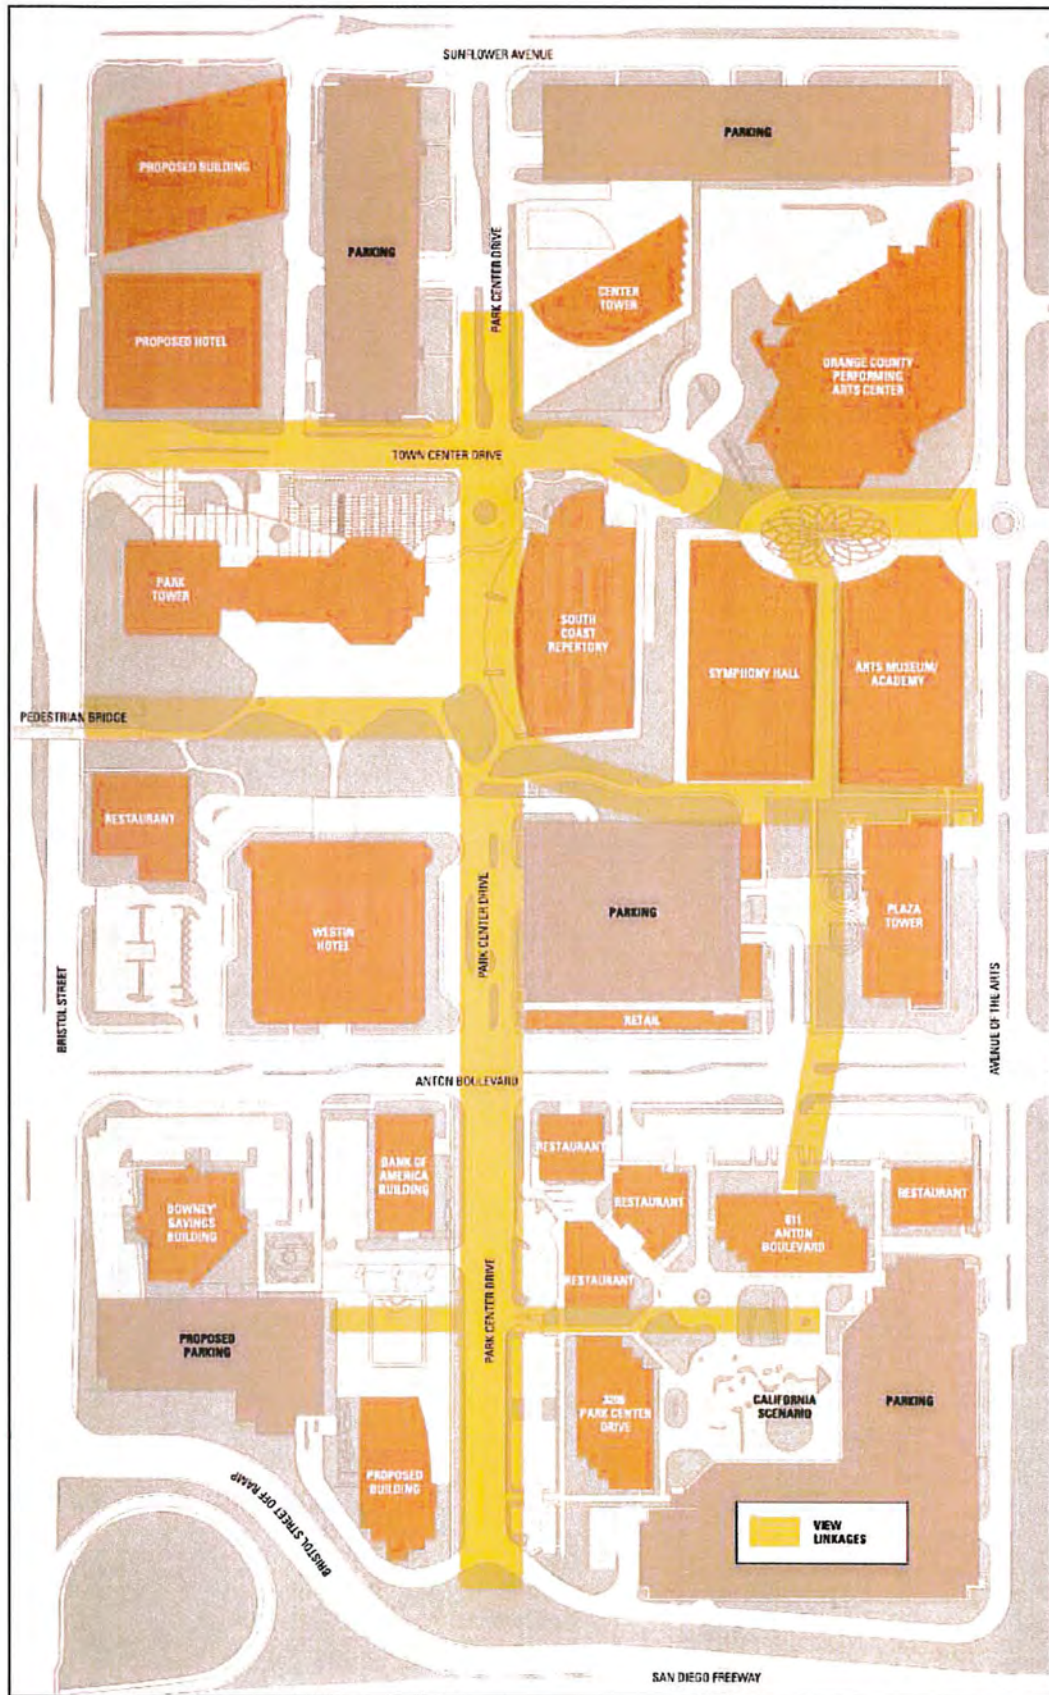 SUNFLOWER AVENUE
PARKING
PROPOSED BUILDING
PARKING
PARK CENTER DRIVE
CENTER
TOWER
PROPOSED HOTEL
ORANGE COUNTY
PERFORMING
ARTS CENTER
TOWN CENTER DRIVE
PARK
TOWER
SOUTH
COAST
REPERTORY
SYMPHONY HALL
ARTS MUSEUM/
ACADEMY
PEDESTRIAN BRIDGE
RESTAURANT
WESTIN
HOTEL
PARK CENTER DRIVE
PARKING
PLAZA
TOWER
BRISTOL STREET
RETAIL
AVENUE OF THE ARTS
ANTON BOULEVARD
RESTAURANT
BANK OF
AMERICA
BUILDING
RESTAURANT
RESTAURANT
DOWNEY
SAVINGS
BUILDING
611
ANTON
BOULEVARD
RESTAURANT
PARK CENTER DRIVE
PROPOSED
PARKING
PARK CENTER
DRIVE
CALIFORNIA
SCENARIO
PARKING
PROPOSED
BUILDING
BRISTOL STREET OFF RAMP
VIEW
LINKAGES
SAN DIEGO FREEWAY